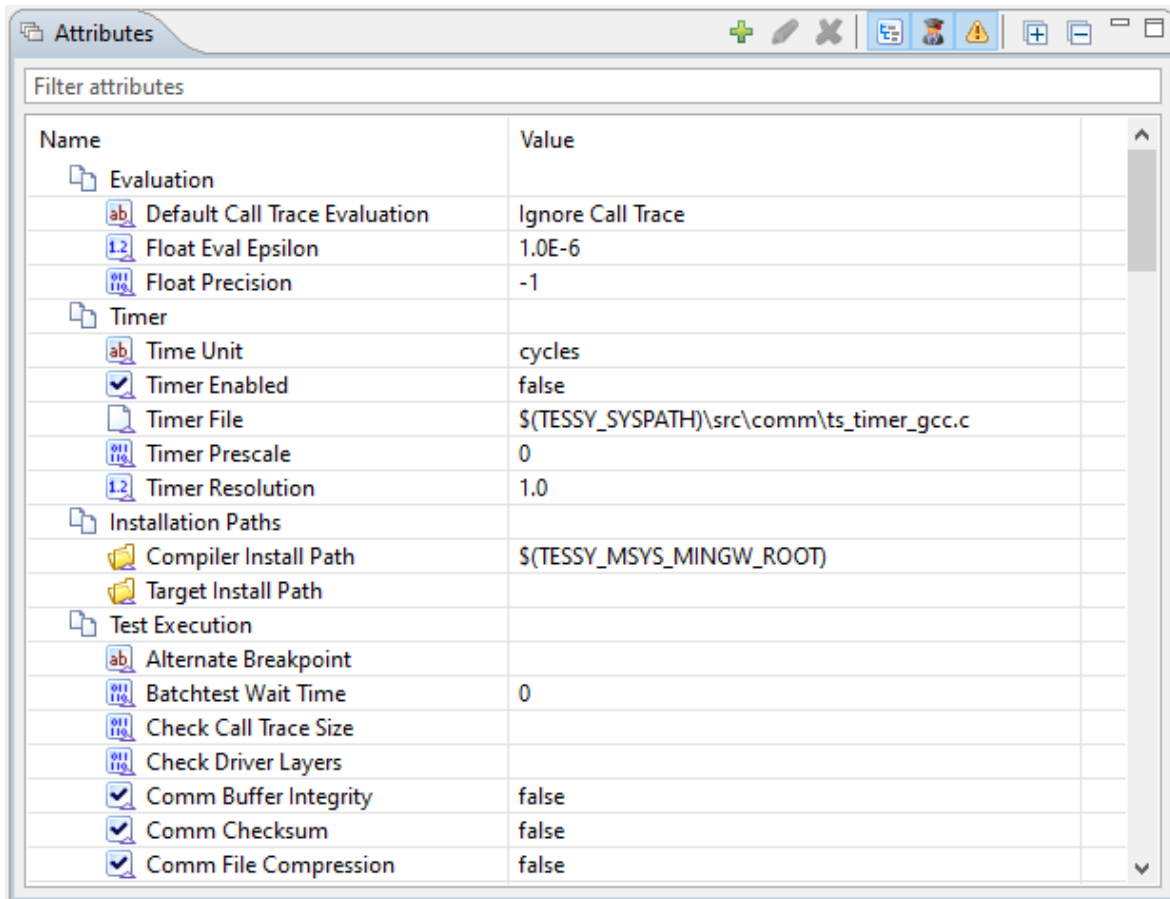 Attributes
Filter attributes
Name Value
Evaluation
Default Call Trace Evaluation Ignore Call Trace
Float Eval Epsilon 1.0E-6
Float Precision -1
Timer
Time Unit cycles
Timer Enabled false
Timer File $(TESSY_SYSPATH)\src\comm\ts_timer_gcc.c
Timer Prescale 0
Timer Resolution 1.0
Installation Paths
Compiler Install Path $(TESSY_MSYS_MINGW_ROOT)
Target Install Path
Test Execution
Alternate Breakpoint
Batchtest Wait Time 0
Check Call Trace Size
Check Driver Layers
Comm Buffer Integrity false
Comm Checksum false
Comm File Compression false